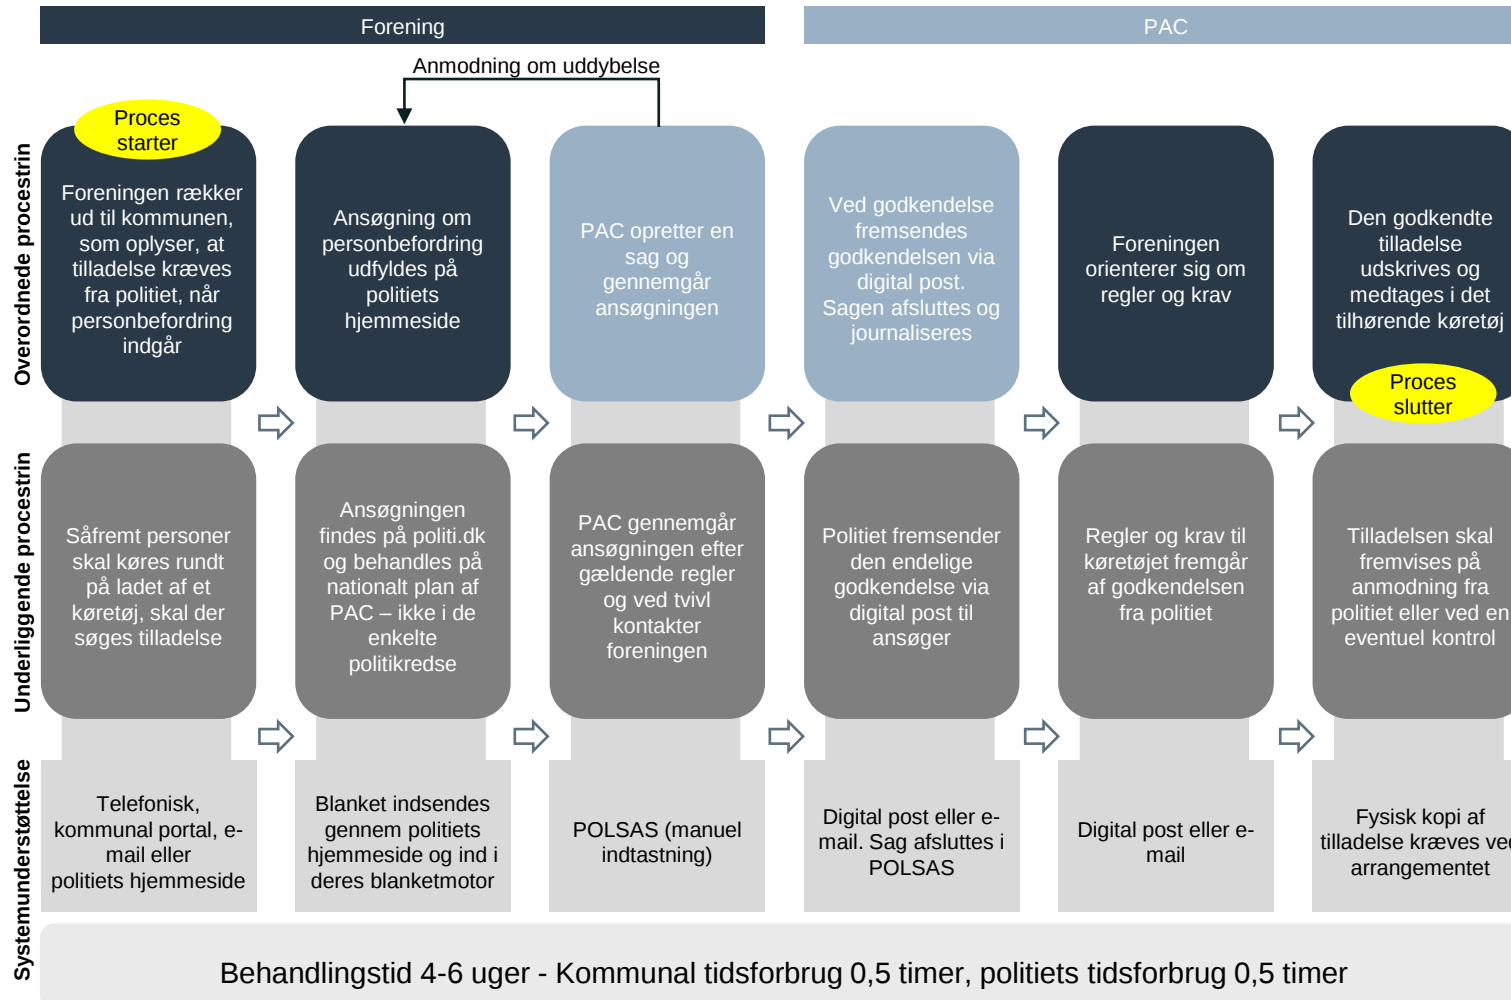 Forening
PAC
Anmodning om uddybelse
Overordnede procestrin
Proces
starter
Foreningen rækker
ud til kommunen,
som oplyser, at
tilladelse kræves
fra politiet, når
personbefordring
indgår
Ansøgning om
personbefordring
udfyldes på
politiets
hjemmeside
PAC opretter en
sag og
gennemgår
ansøgningen
Ved godkendelse
fremsendes
godkendelsen via
digital post.
Sagen afsluttes og
journaliseres
Foreningen
orienterer sig om
regler og krav
Den godkendte
tilladelse
udskrives og
medtages i det
tilhørende køretøj
Proces
slutter
Underliggende procestrin
Såfremt personer
skal køres rundt
på ladet af et
køretøj, skal der
søges tilladelse
Ansøgningen
findes på politi.dk
og behandles på
nationalt plan af
PAC – ikke i de
enkelte
politikredse
PAC gennemgår
ansøgningen efter
gældende regler
og ved tvivl
kontakter
foreningen
Politiet fremsender
den endelige
godkendelse via
digital post til
ansøger
Regler og krav til
køretøjet fremgår
af godkendelsen
fra politiet
Tilladelsen skal
fremvises på
anmodning fra
politiet eller ved en
eventuel kontrol
Systemunderstøttelse
Telefonisk,
kommunal portal, e-
mail eller
politiets hjemmeside
Blanket indsendes
gennem politiets
hjemmeside og ind i
deres blanketmotor
POLSAS (manuel
indtastning)
Digital post eller e-
mail. Sag afsluttes i
POLSAS
Digital post eller e-
mail
Fysisk kopi af
tilladelse kræves ved
arrangementet
Behandlingstid 4-6 uger - Kommunal tidsforbrug 0,5 timer, politiets tidsforbrug 0,5 timer